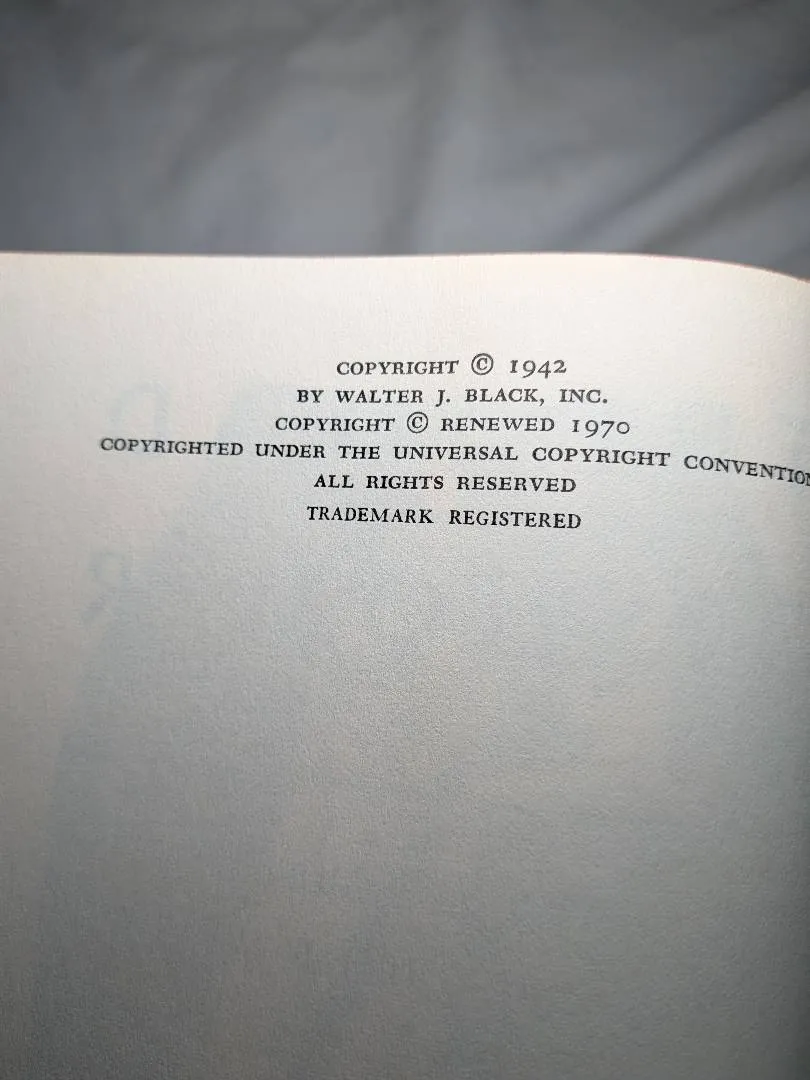 COPYRIGHT © 1942
BY WALTER J. BLACK, INC.
COPYRIGHT © RENEWED 1970
COPYRIGHTED UNDER THE UNIVERSAL COPYRIGHT CONVENTION
ALL RIGHTS RESERVED
TRADEMARK REGISTERED